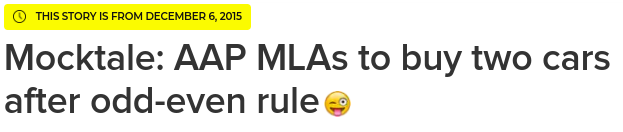 THIS STORY IS FROM DECEMBER 6, 2015
Mocktale: AAP MLAs to buy two cars
after odd-even rule😜